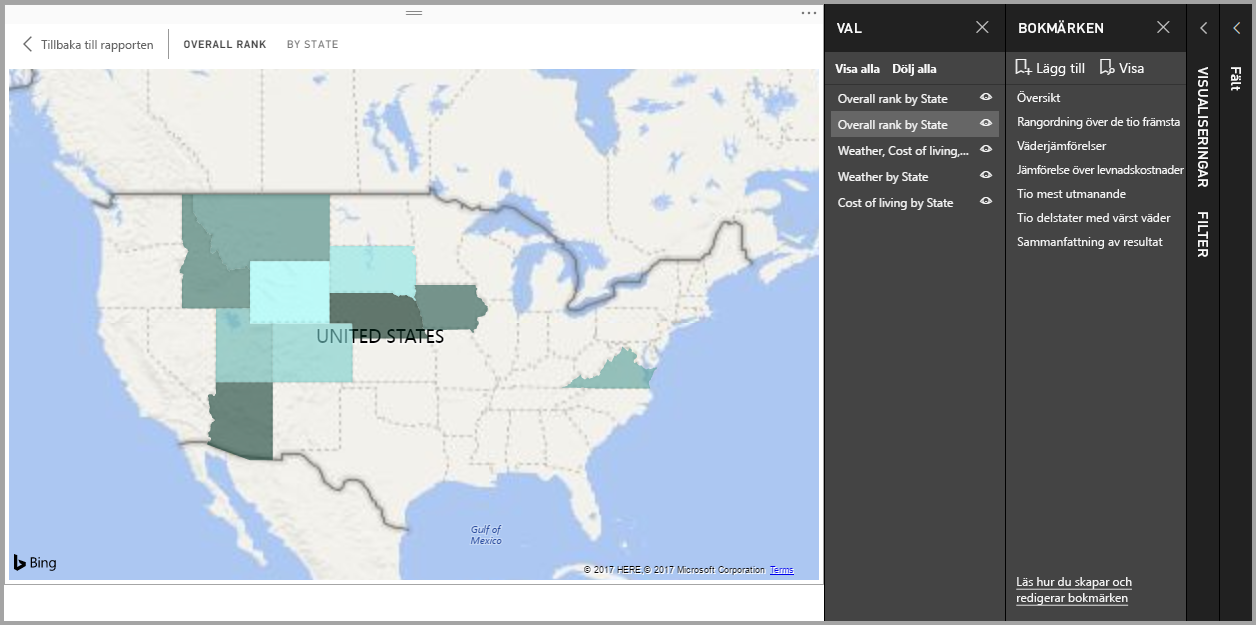 Tillbaka till rapporten
OVERALL RANK
BY STATE
UNITED STATES
Gulf of
Mexico
Bing
© 2017 HERE,© 2017 Microsoft Corporation Terms
VAL
Visa alla
Dölj alla
Overall rank by State
Overall rank by State
Weather, Cost of living,...
Weather by State
Cost of living by State
BOKMÄRKEN
Lägg till
Visa
Översikt
Rangordning över de tio främsta
Väderjämförelser
Jämförelse över levnadskostnader
Tio mest utmanande
Tio delstater med värst väder
Sammanfattning av resultat
Läs hur du skapar och
redigerar bokmärken
VISUALISERINGAR
FILTER
Fält